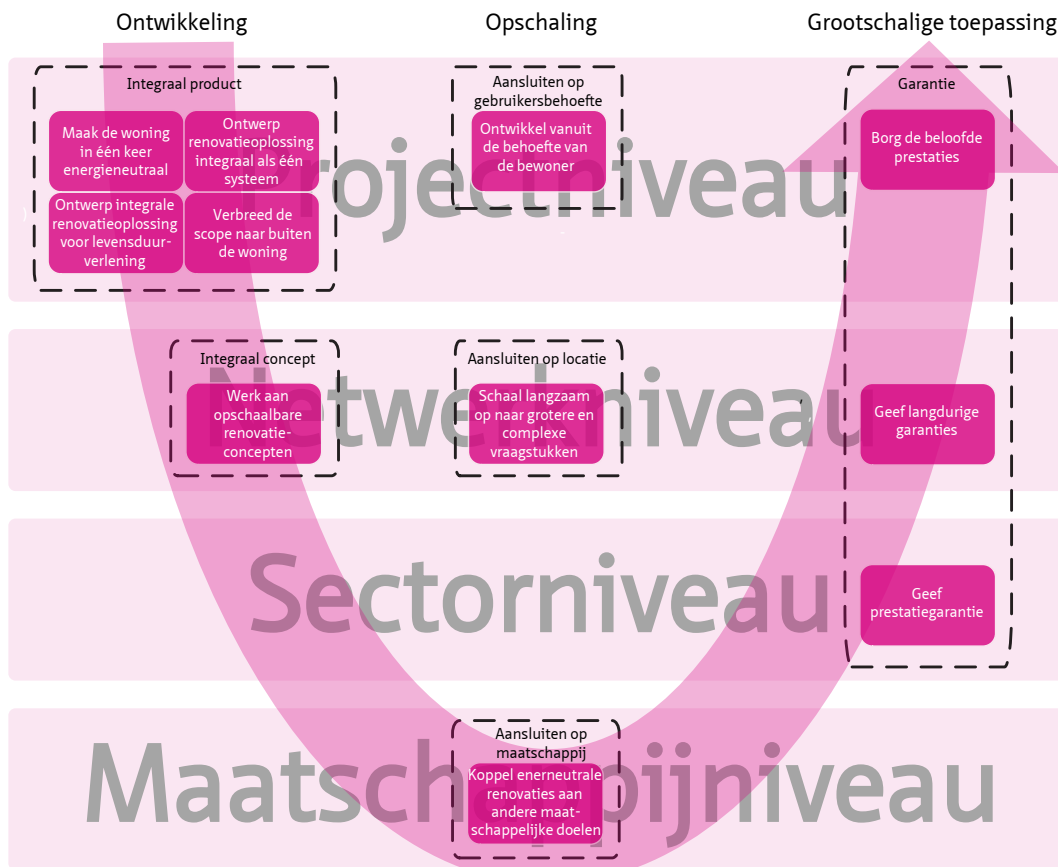 Ontwikkeling
Opschaling
Grootschalige toepassing
Integraal product
Maak de woning
in één keer
energieneutraal
Ontwerp
renovatieoplossing
integraal als één
systeem
Ontwerp integrale
renovatieoplossing
voor levensduur-
verlening
Verbreed de
scope naar buiten
de woning
Aansluiten op
gebruikersbehoefte
Ontwikkel vanuit
de behoefte van
de bewoner
Garantie
Borg de beloofde
prestaties
Projectniveau
Integraal concept
Werk aan
opschaalbare
renovatie-
concepten
Aansluiten op locatie
Schaal langzaam
op naar grotere en
complexe
vraagstukken
Geef langdurige
garanties
Netwerkniveau
Sectorniveau
Geef
prestatiegarantie
Aansluiten op
maatschappij
Koppel enerneutrale
renovaties aan
andere maat-
schappelijke doelen
Maatschappijniveau